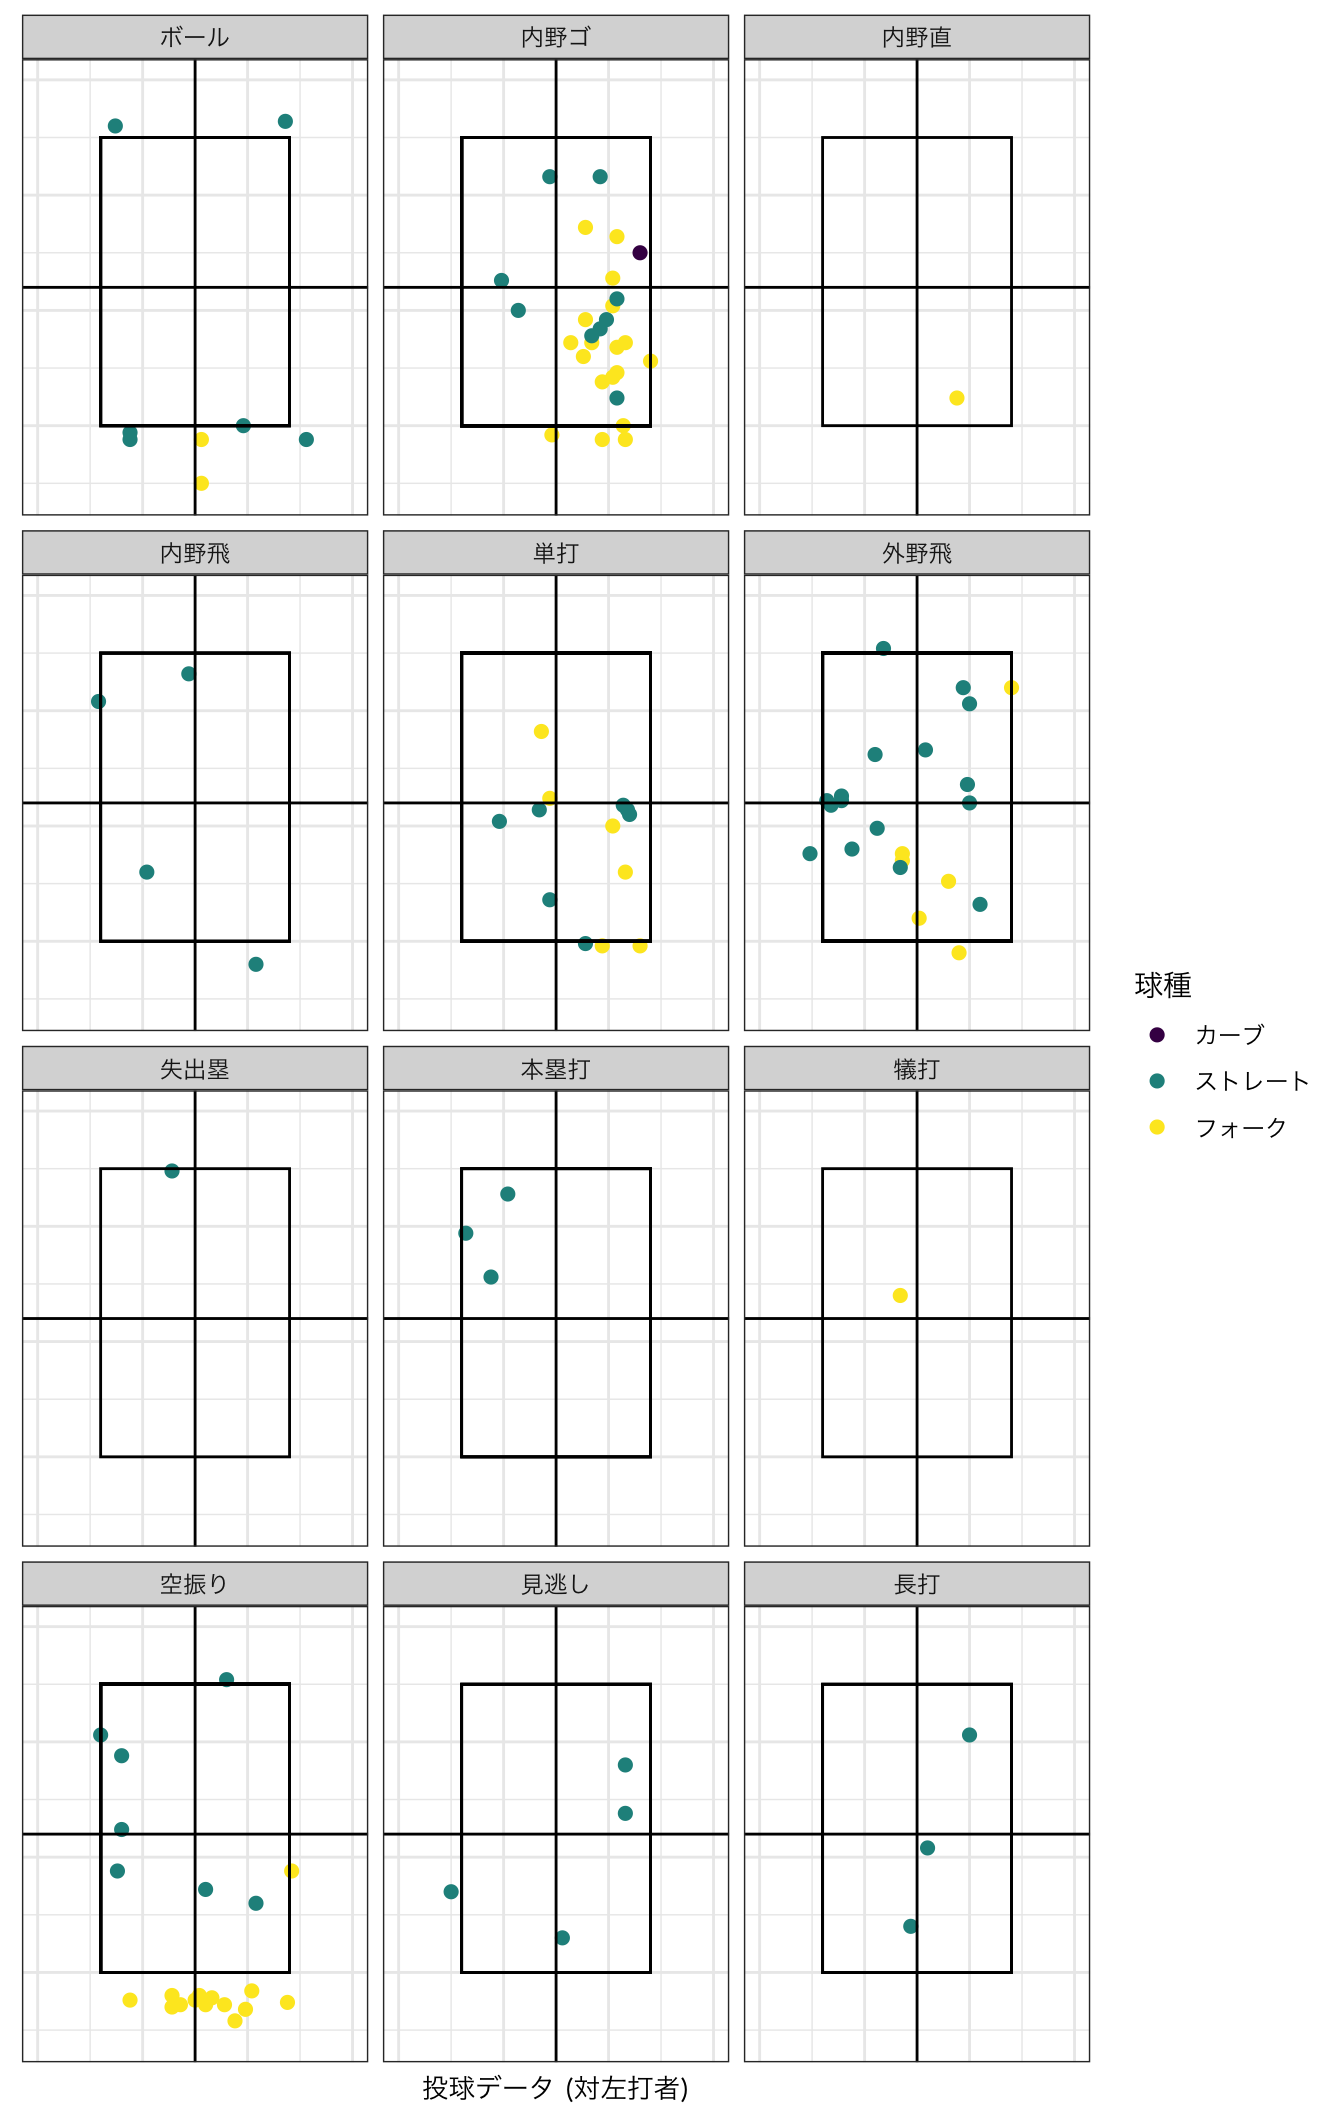 ボール
内野ゴ
内野直
内野飛
単打
外野飛
失出塁
本塁打
犠打
空振り
見逃し
長打
球種
カーブ
ストレート
フォーク
投球データ (対左打者)